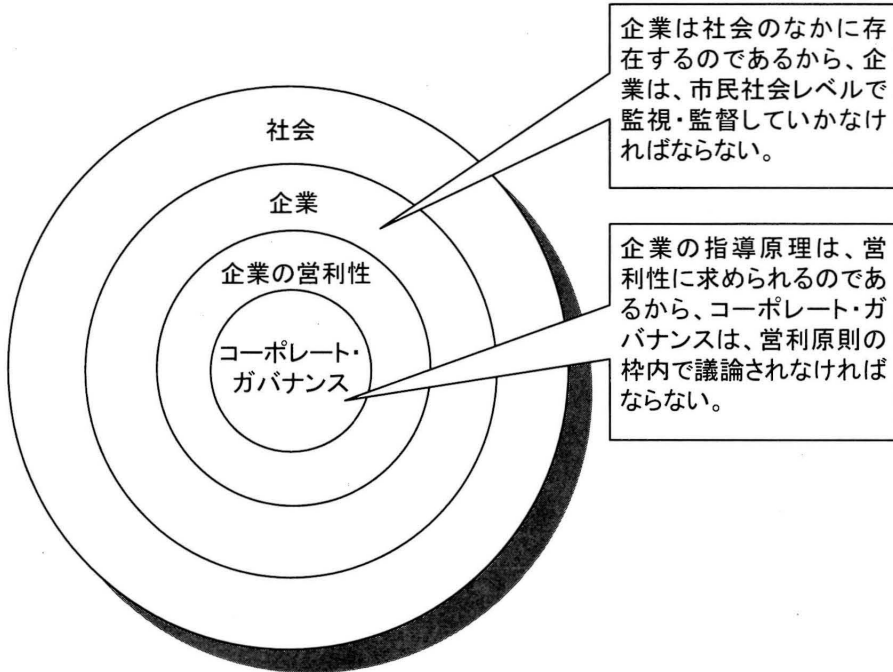 社会
企業
企業の営利性
コーポレート・
ガバナンス
企業は社会のなかに存
在するのであるから、企
業は、市民社会レベルで
監視・監督していかなけ
ればならない。
企業の指導原理は、営
利性に求められるのであ
るから、コーポレート・ガ
バナンスは、営利原則の
枠内で議論されなければ
ならない。